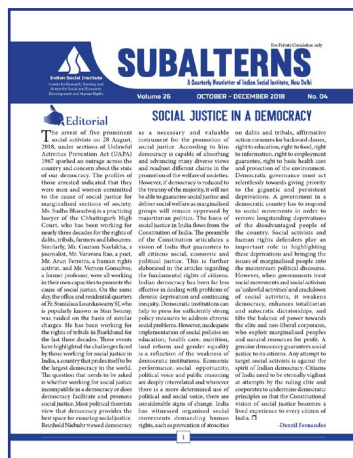 For Private Circulation only
SUBALTERNS
Indian Social Institute
Centre for Research, Training and
Action for Social and Economic
Development and Human Rights
A Quarterly Newsletter of Indian Social Institute, New Delhi
Volume 26
OCTOBER – DECEMBER 2018
No. 04
Editorial
SOCIAL JUSTICE IN A DEMOCRACY
The arrest of five prominent
social activists on 28 August,
2018, under sections of Unlawful
Activities Prevention Act (UAPA)
1967 sparked an outrage across the
country and concern about the state
of our democracy. The profiles of
those arrested indicated that they
were men and women committed
to the cause of social justice for
marginalised sections of society.
Ms. Sudha Bharadwaj is a practicing
lawyer of the Chhattisgarh High
Court, who has been working for
nearly three decades for the rights of
dalits, tribals, farmers and labourers.
Similarly, Mr. Gautam Navlakha, a
journalist, Mr. Varavara Rao, a poet,
Mr. Arun Ferreira, a human rights
activist, and Mr. Vernon Gonsalves,
a former professor, were all working
in their own capacities to promote the
cause of social justice. On the same
day, the office and residential quarters
of Fr. Stanislaus Lourduswamy SJ, who
is popularly known as Stan Swamy,
was raided on the basis of similar
charges. He has been working for
the rights of tribals in Jharkhand for
the last three decades. These events
have highlighted the challenges faced
by those working for social justice in
India, a country that prides itself to be
the largest democracy in the world.
The question that needs to be asked
is whether working for social justice
is incompatible in a democracy or does
democracy facilitate and promote
social justice. Most political theorists
view that democracy provides the
best space for ensuring social justice.
Reinhold Niebuhr viewed democracy
as a necessary and valuable
instrument for the promotion of
social justice. According to him
democracy is capable of absorbing
and advancing many diverse views
and readjust different claims in the
promotion of the welfare of societies.
However, if democracy is reduced to
the tyranny of the majority, it will not
be able to guarantee social justice and
deliver social welfare as marginalised
groups will remain oppressed by
majoritarian politics. The basis of
social justice in India flows from the
Constitution of India. The preamble
of the Constitution articulates a
vision of India that guarantees to
all citizens social, economic and
political justice. This is further
elaborated in the articles regarding
the fundamental rights of citizens.
Indian democracy has been far less
effective in dealing with problems of
chronic deprivation and continuing
inequity. Democratic institutions can
help to press for sufficiently strong
policy measures to address chronic
social problems. However, inadequate
implementation of social policies on
education, health care, nutrition,
land reforms and gender equality
is a reflection of the weakness of
democratic institutions. Economic
performance, social opportunity,
political voice and public reasoning
are deeply interrelated and wherever
there is a more determined use of
political and social voice, there are
considerable signs of change. India
has witnessed organised social
movements demanding human
rights, such as prevention of atrocities
on dalits and tribals, affirmative
action measures for backward classes,
right to education, right to food, right
to information, right to employment
guarantee, right to basic health care
and protection of the environment.
Democratic governance must act
relentlessly towards giving priority
to the gigantic and persistent
deprivations. A government in a
democratic country has to respond
to social movements in order to
remove longstanding deprivations
of the disadvantaged people of
the country. Social activists and
human rights defenders play an
important role in highlighting
these deprivations and bringing the
issues of marginalised people into
the mainstream political discourse.
However, when governments treat
social movements and social activism
as 'unlawful activities' and crackdown
of social activists, it weakens
democracy, enhances totalitarian
and autocratic dictatorships, and
tilts the balance of power towards
the elite and neo-liberal corporates,
who exploit marginalised peoples
and natural resources for profit. A
genuine democracy guarantees social
justice to its citizens. Any attempt to
target social activists is against the
spirit of Indian democracy. Citizens
of India need to be eternally vigilant
at attempts by the ruling elite and
corporates to undermine democratic
principles so that the Constitutional
vision of social justice becomes a
lived experience to every citizen of
India. ❒
-Denzil Fernandes
1